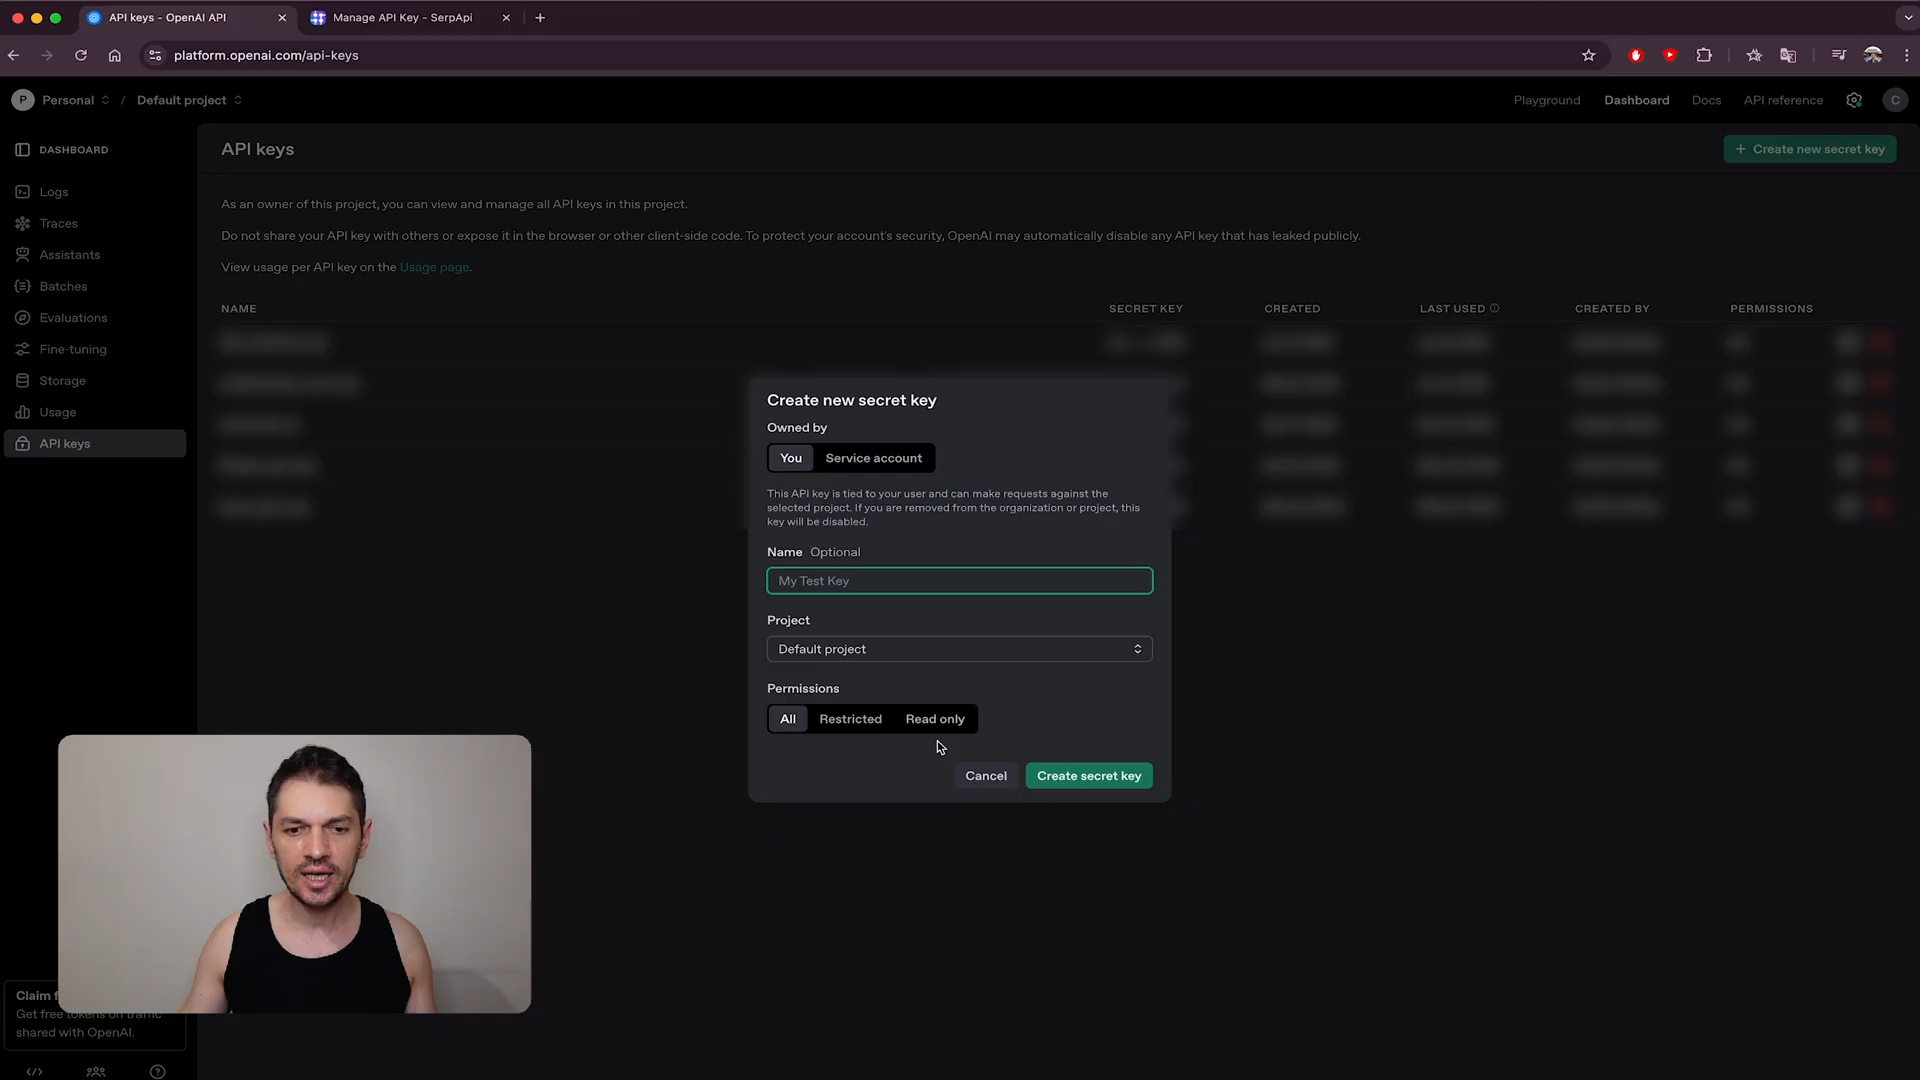 API keys - OpenAI API
Manage API Key - SerpApi
platform.openai.com/api-keys
P Personal / Default project
Playground
Dashboard
Docs
API reference
C
DASHBOARD
Logs
Traces
Assistants
Batches
Evaluations
Fine-tuning
Storage
Usage
API keys
API keys
+ Create new secret key
As an owner of this project, you can view and manage all API keys in this project.
Do not share your API key with others or expose it in the browser or other client-side code. To protect your account's security, OpenAI may automatically disable any API key that has leaked publicly.
View usage per API key on the Usage page.
NAME
SECRET KEY
CREATED
LAST USED
CREATED BY
PERMISSIONS
Create new secret key
Owned by
You
Service account
This API key is tied to your user and can make requests against the
selected project. If you are removed from the organization or project, this
key will be disabled.
Name Optional
My Test Key
Project
Default project
Permissions
All
Restricted
Read only
Cancel
Create secret key
Claim
Get free tokens on traffic
shared with OpenAI.